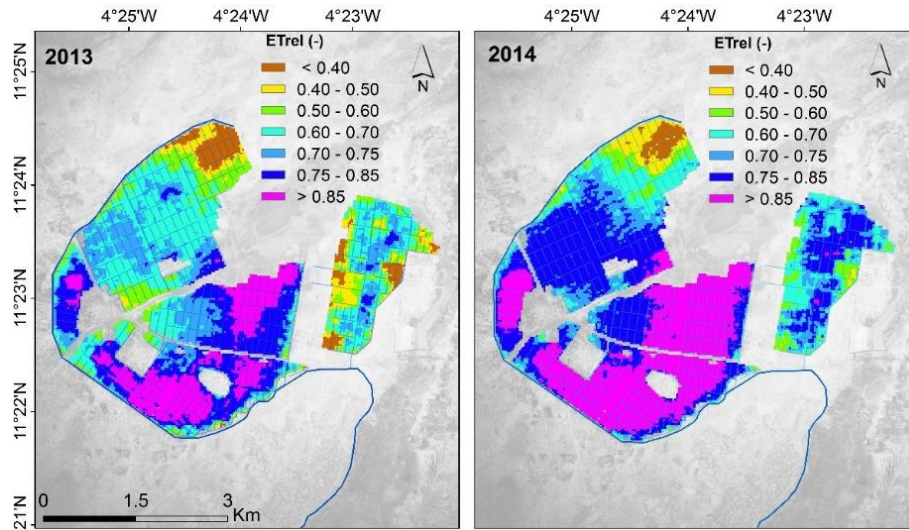 4°25'W 4°24'W 4°23'W 4°25'W 4°24'W 4°23'W
2013
ETrel (-)
< 0.40
0.40 - 0.50
0.50 - 0.60
0.60 - 0.70
0.70 - 0.75
0.75 - 0.85
> 0.85
N
11°25'N
11°24'N
11°23'N
11°22'N
21'N
0 1.5 3
Km
2014
ETrel (-)
< 0.40
0.40 - 0.50
0.50 - 0.60
0.60 - 0.70
0.70 - 0.75
0.75 - 0.85
> 0.85
N